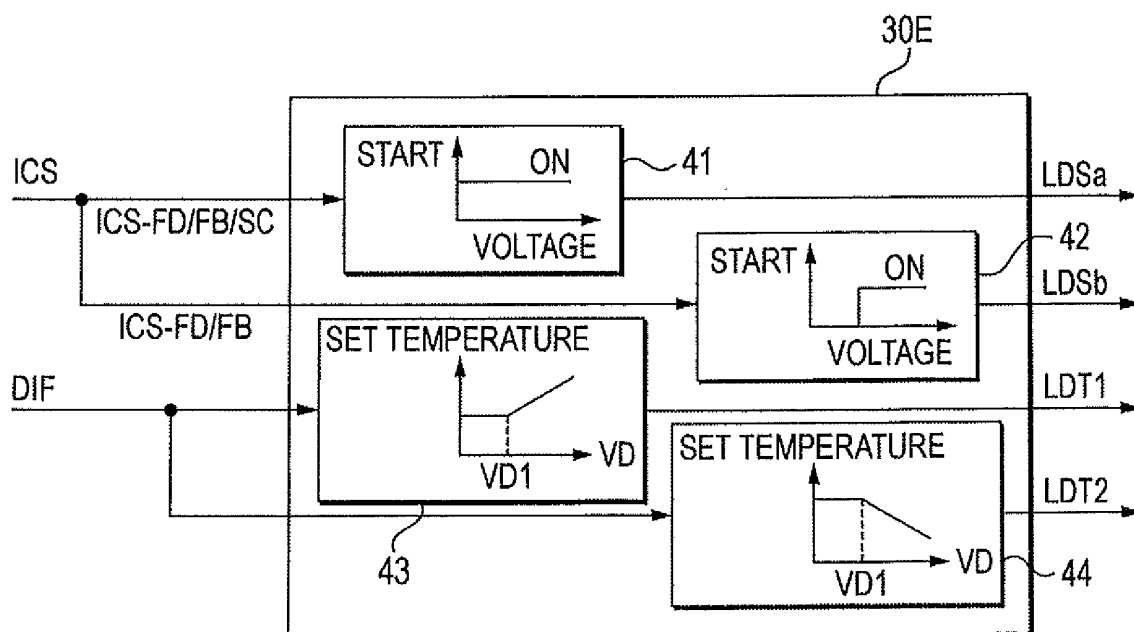 30E
ICS
ICS-FD/FB/SC
START
ON
VOLTAGE
41
LDSa
ICS-FD/FB
START
ON
VOLTAGE
42
LDSb
DIF
SET TEMPERATURE
VD1
VD
43
LDT1
SET TEMPERATURE
VD1
VD
44
LDT2